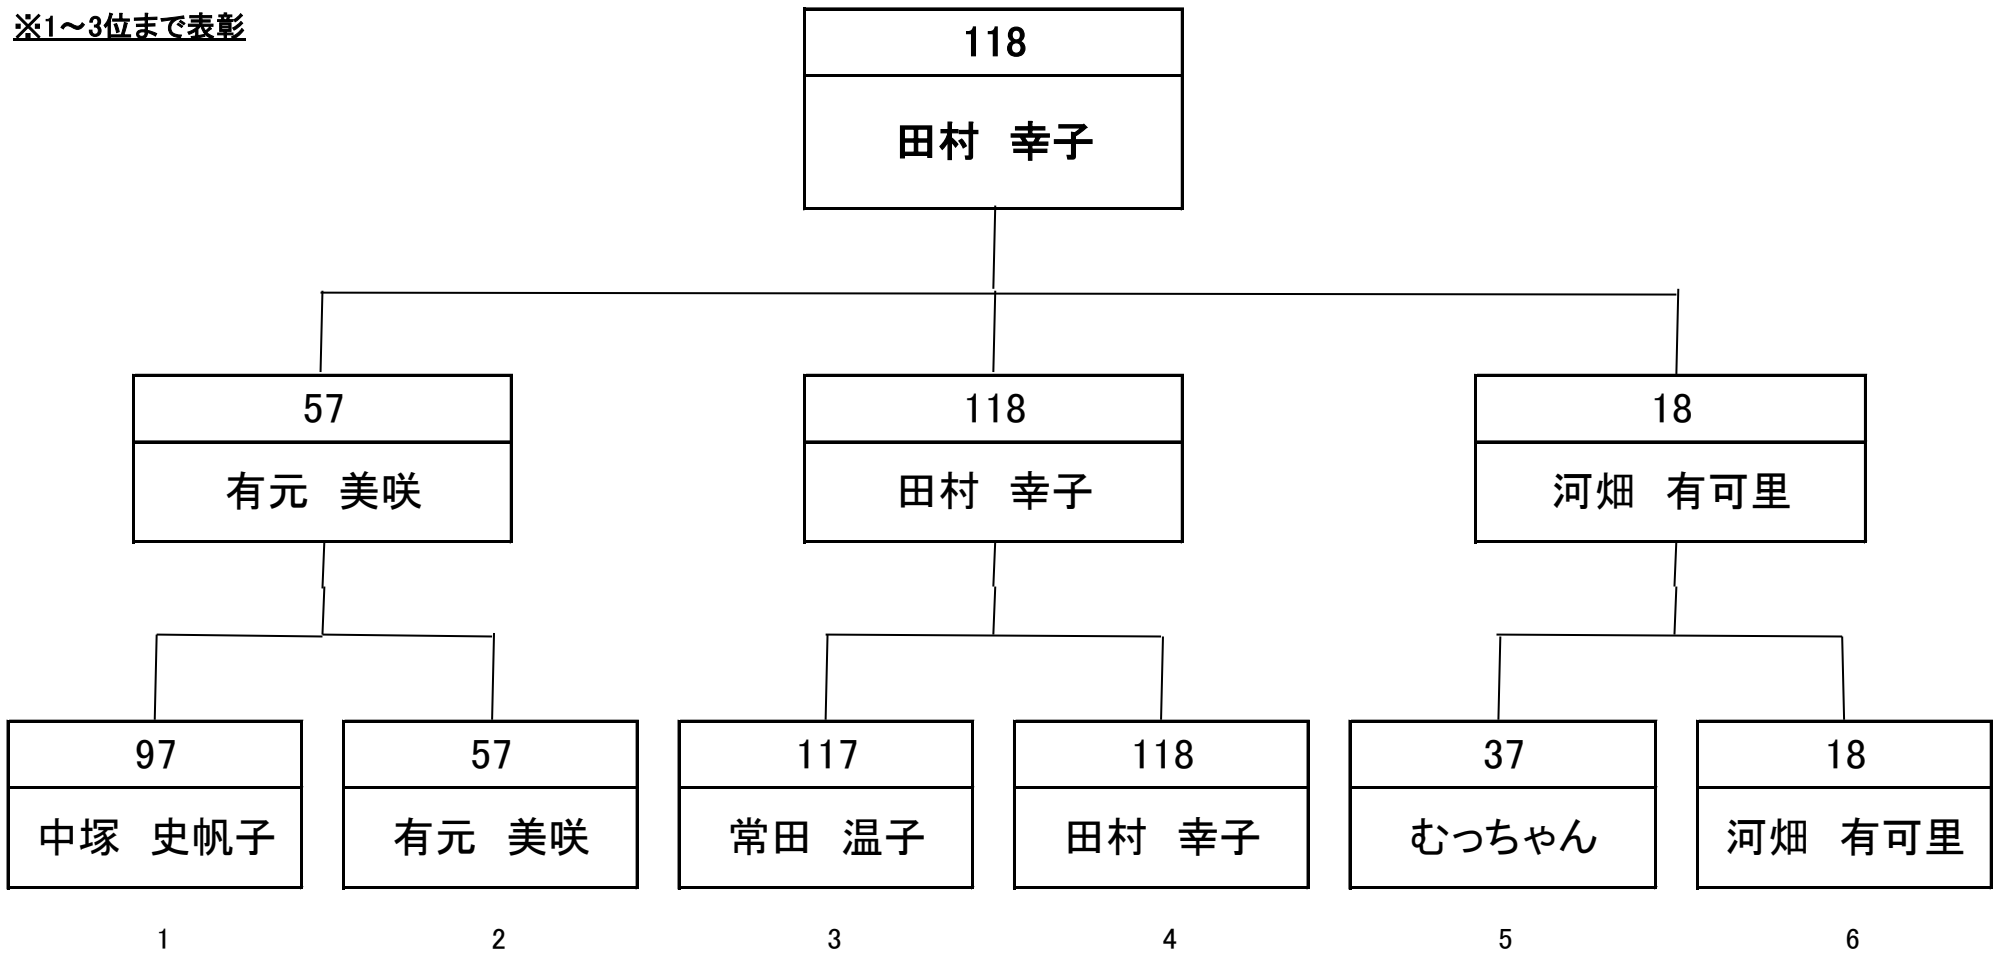 ※1～3位まで表彰
118
田村　幸子
57
118
18
有元　美咲
田村　幸子
河畑　有可里
97
57
117
118
37
18
中塚　史帆子
有元　美咲
常田　温子
田村　幸子
むっちゃん
河畑　有可里
1
2
3
4
5
6